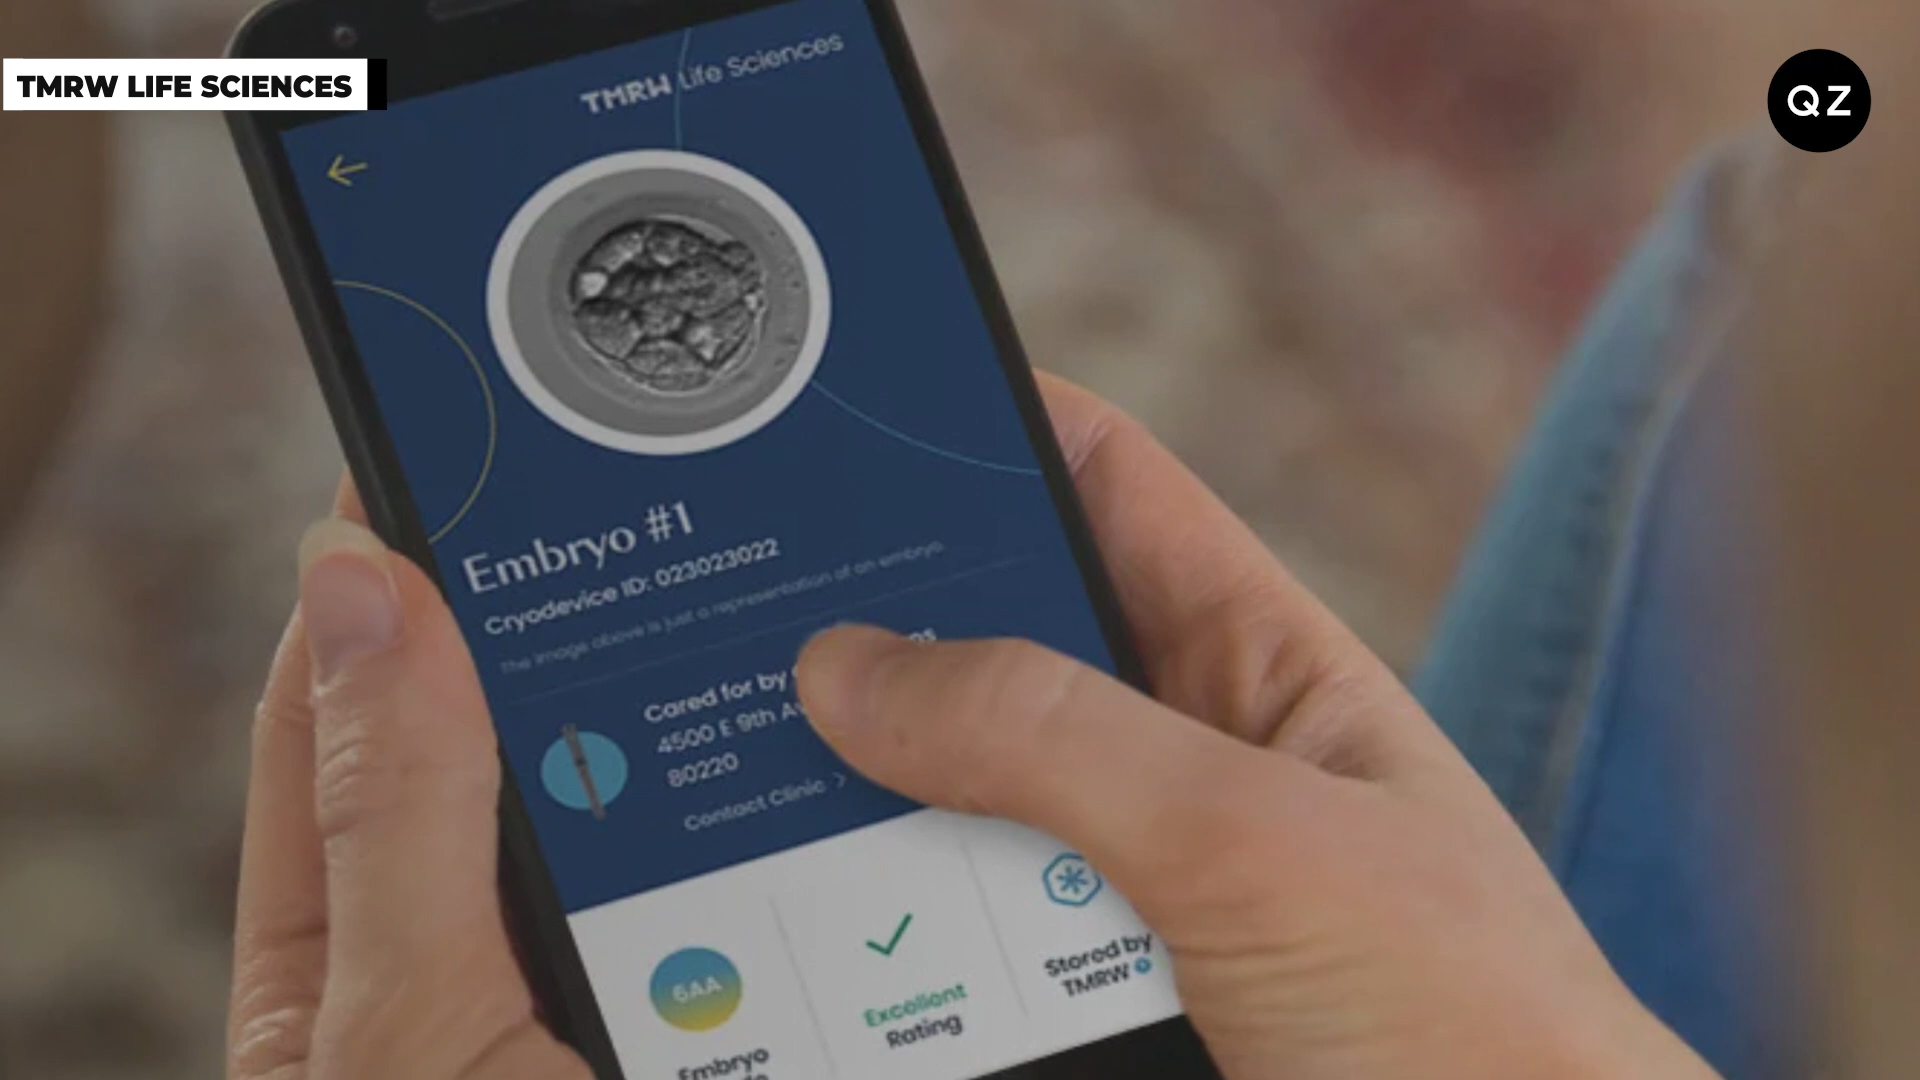 TMRW LIFE SCIENCES
QZ
TMRW Life Sciences
Embryo #1
Cryodevice ID: 023023022
The image above is just a representation of an embryo.
Cared for by
4500 E 9th Av
80220
Contact Clinic >
6AA
Embryo
Excellent
Rating
Stored by
TMRW